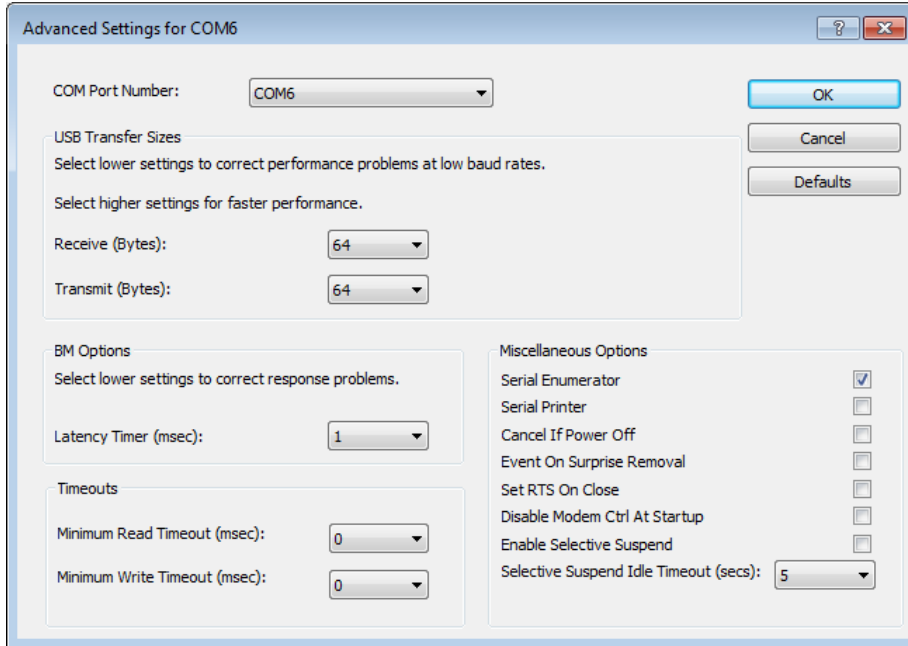 Advanced Settings for COM6
?
COM Port Number: COM6
OK
Cancel
Defaults
USB Transfer Sizes
Select lower settings to correct performance problems at low baud rates.
Select higher settings for faster performance.
Receive (Bytes): 64
Transmit (Bytes): 64
BM Options
Select lower settings to correct response problems.
Latency Timer (msec): 1
Timeouts
Minimum Read Timeout (msec): 0
Minimum Write Timeout (msec): 0
Miscellaneous Options
Serial Enumerator
Serial Printer
Cancel If Power Off
Event On Surprise Removal
Set RTS On Close
Disable Modem Ctrl At Startup
Enable Selective Suspend
Selective Suspend Idle Timeout (secs): 5